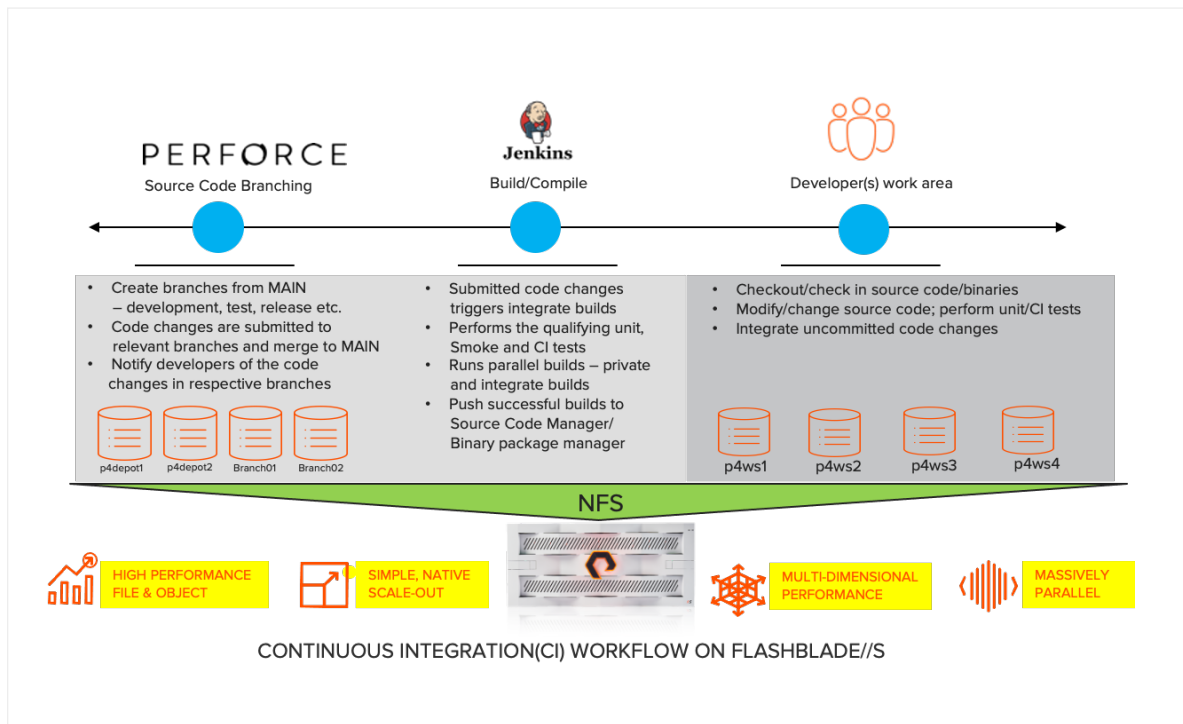 PERFORCE
Source Code Branching
Jenkins
Build/Compile
Developer(s) work area
• Create branches from MAIN
– development, test, release etc.
• Code changes are submitted to
relevant branches and merge to MAIN
• Notify developers of the code
changes in respective branches
p4depot1
p4depot2
Branch01
Branch02
• Submitted code changes
triggers integrate builds
• Performs the qualifying unit,
Smoke and CI tests
• Runs parallel builds – private
and integrate builds
• Push successful builds to
Source Code Manager/
Binary package manager
• Checkout/check in source code/binaries
• Modify/change source code; perform unit/CI tests
• Integrate uncommitted code changes
p4ws1
p4ws2
p4ws3
p4ws4
NFS
HIGH PERFORMANCE
FILE & OBJECT
SIMPLE, NATIVE
SCALE-OUT
MULTI-DIMENSIONAL
PERFORMANCE
MASSIVELY
PARALLEL
CONTINUOUS INTEGRATION(CI) WORKFLOW ON FLASHBLADE//S